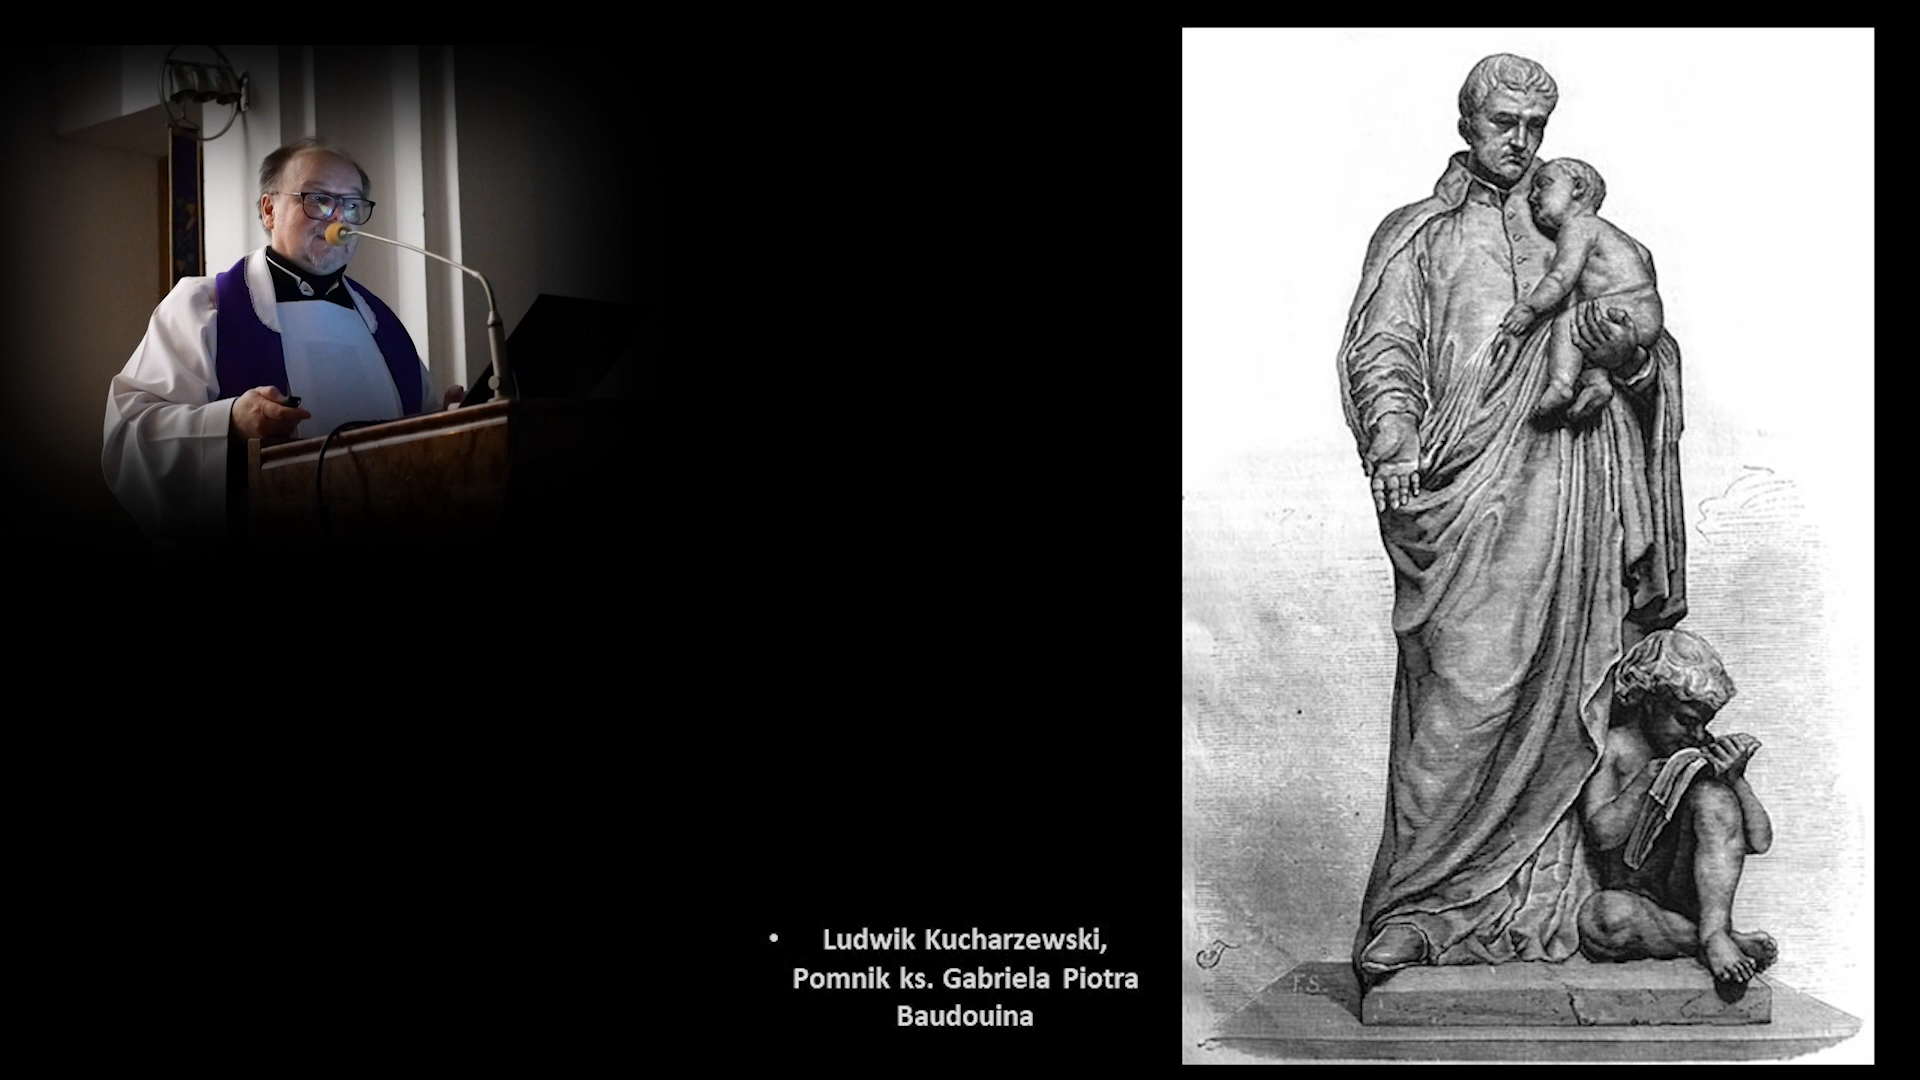 • Ludwik Kucharzewski,
Pomnik ks. Gabriela Piotra
Baudouina
F.S.